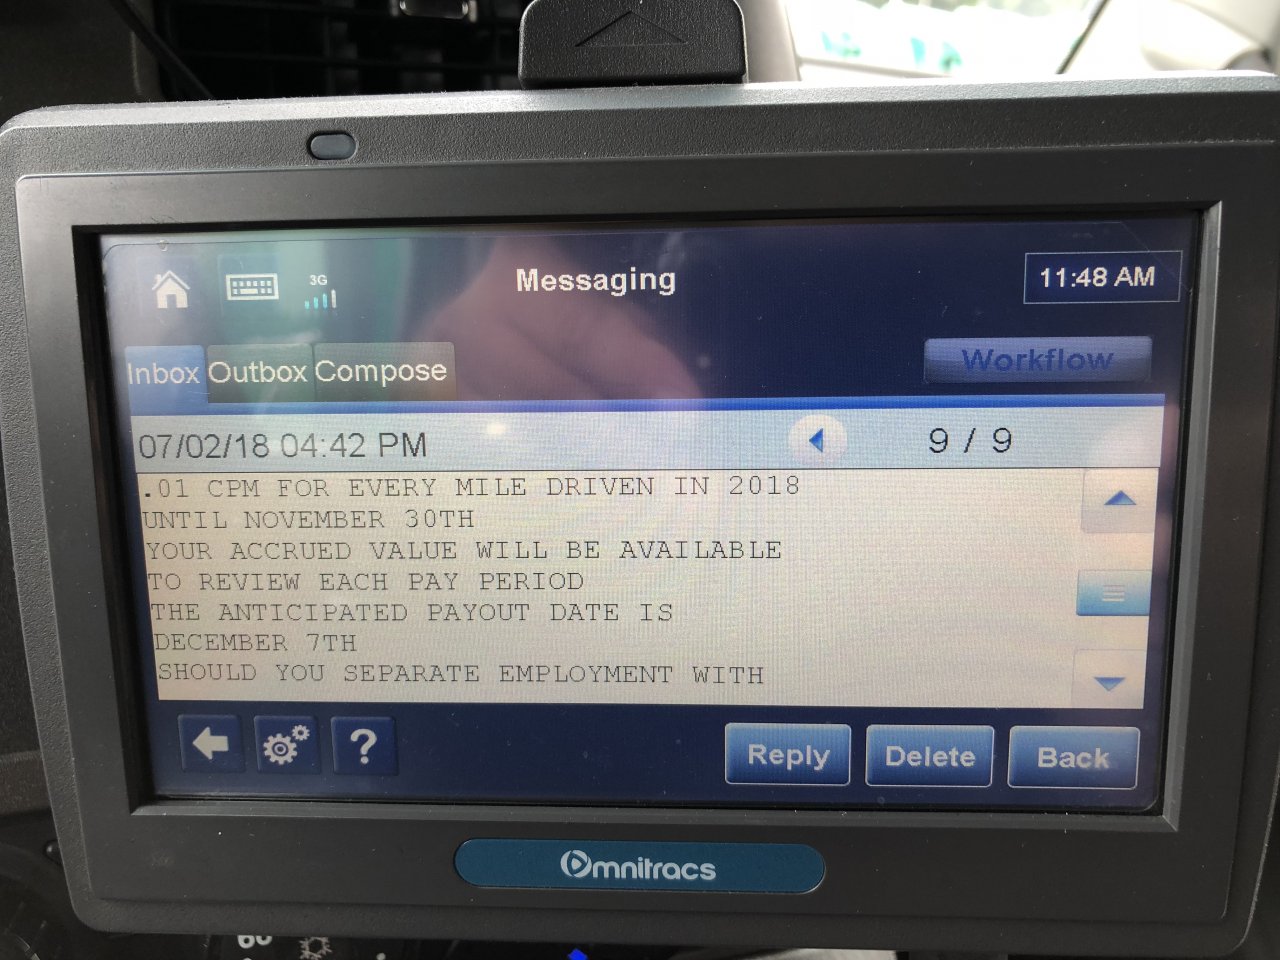 3G
Messaging
11:48 AM
Inbox Outbox Compose
Workflow
07/02/18 04:42 PM
9 / 9
.01 CPM FOR EVERY MILE DRIVEN IN 2018
UNTIL NOVEMBER 30TH
YOUR ACCRUED VALUE WILL BE AVAILABLE
TO REVIEW EACH PAY PERIOD
THE ANTICIPATED PAYOUT DATE IS
DECEMBER 7TH
SHOULD YOU SEPARATE EMPLOYMENT WITH
?
Reply Delete Back
Omnitracs
60